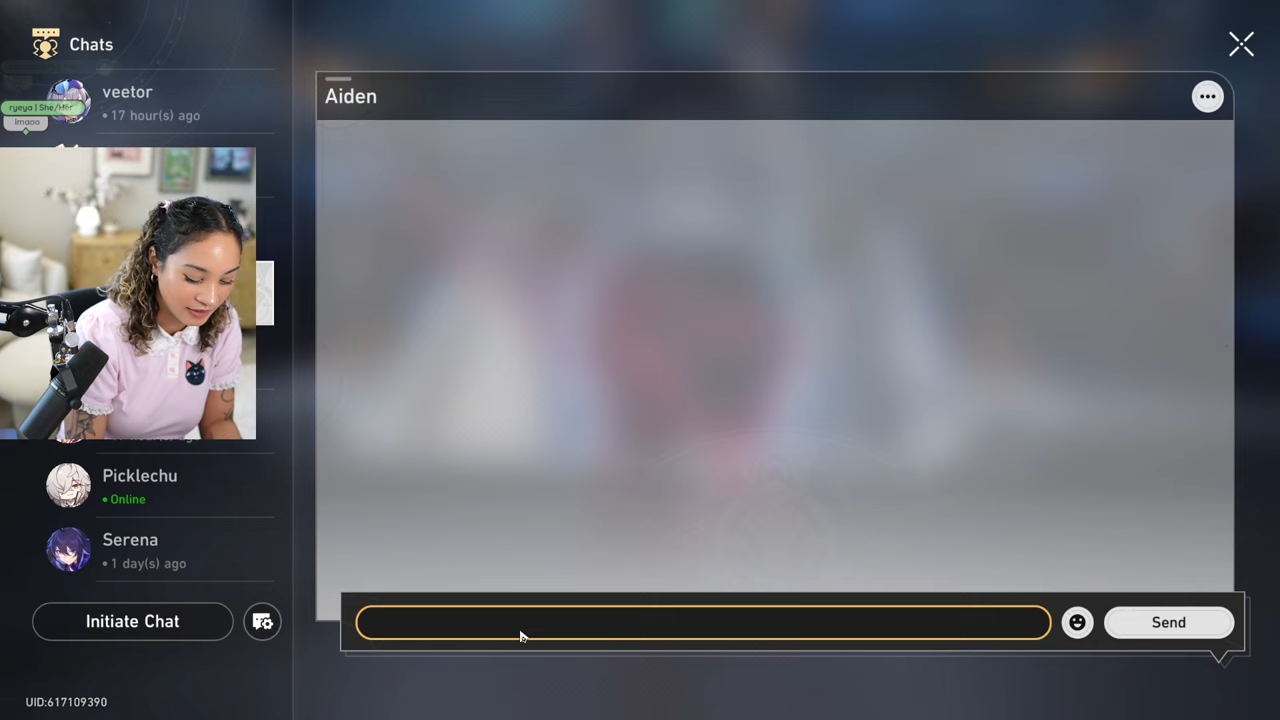 Chats
veetor
17 hour(s) ago
ryeya | She/Her
lmaoo
Aiden
Picklechu
Online
Serena
1 day(s) ago
Initiate Chat
Send
UID:617109390